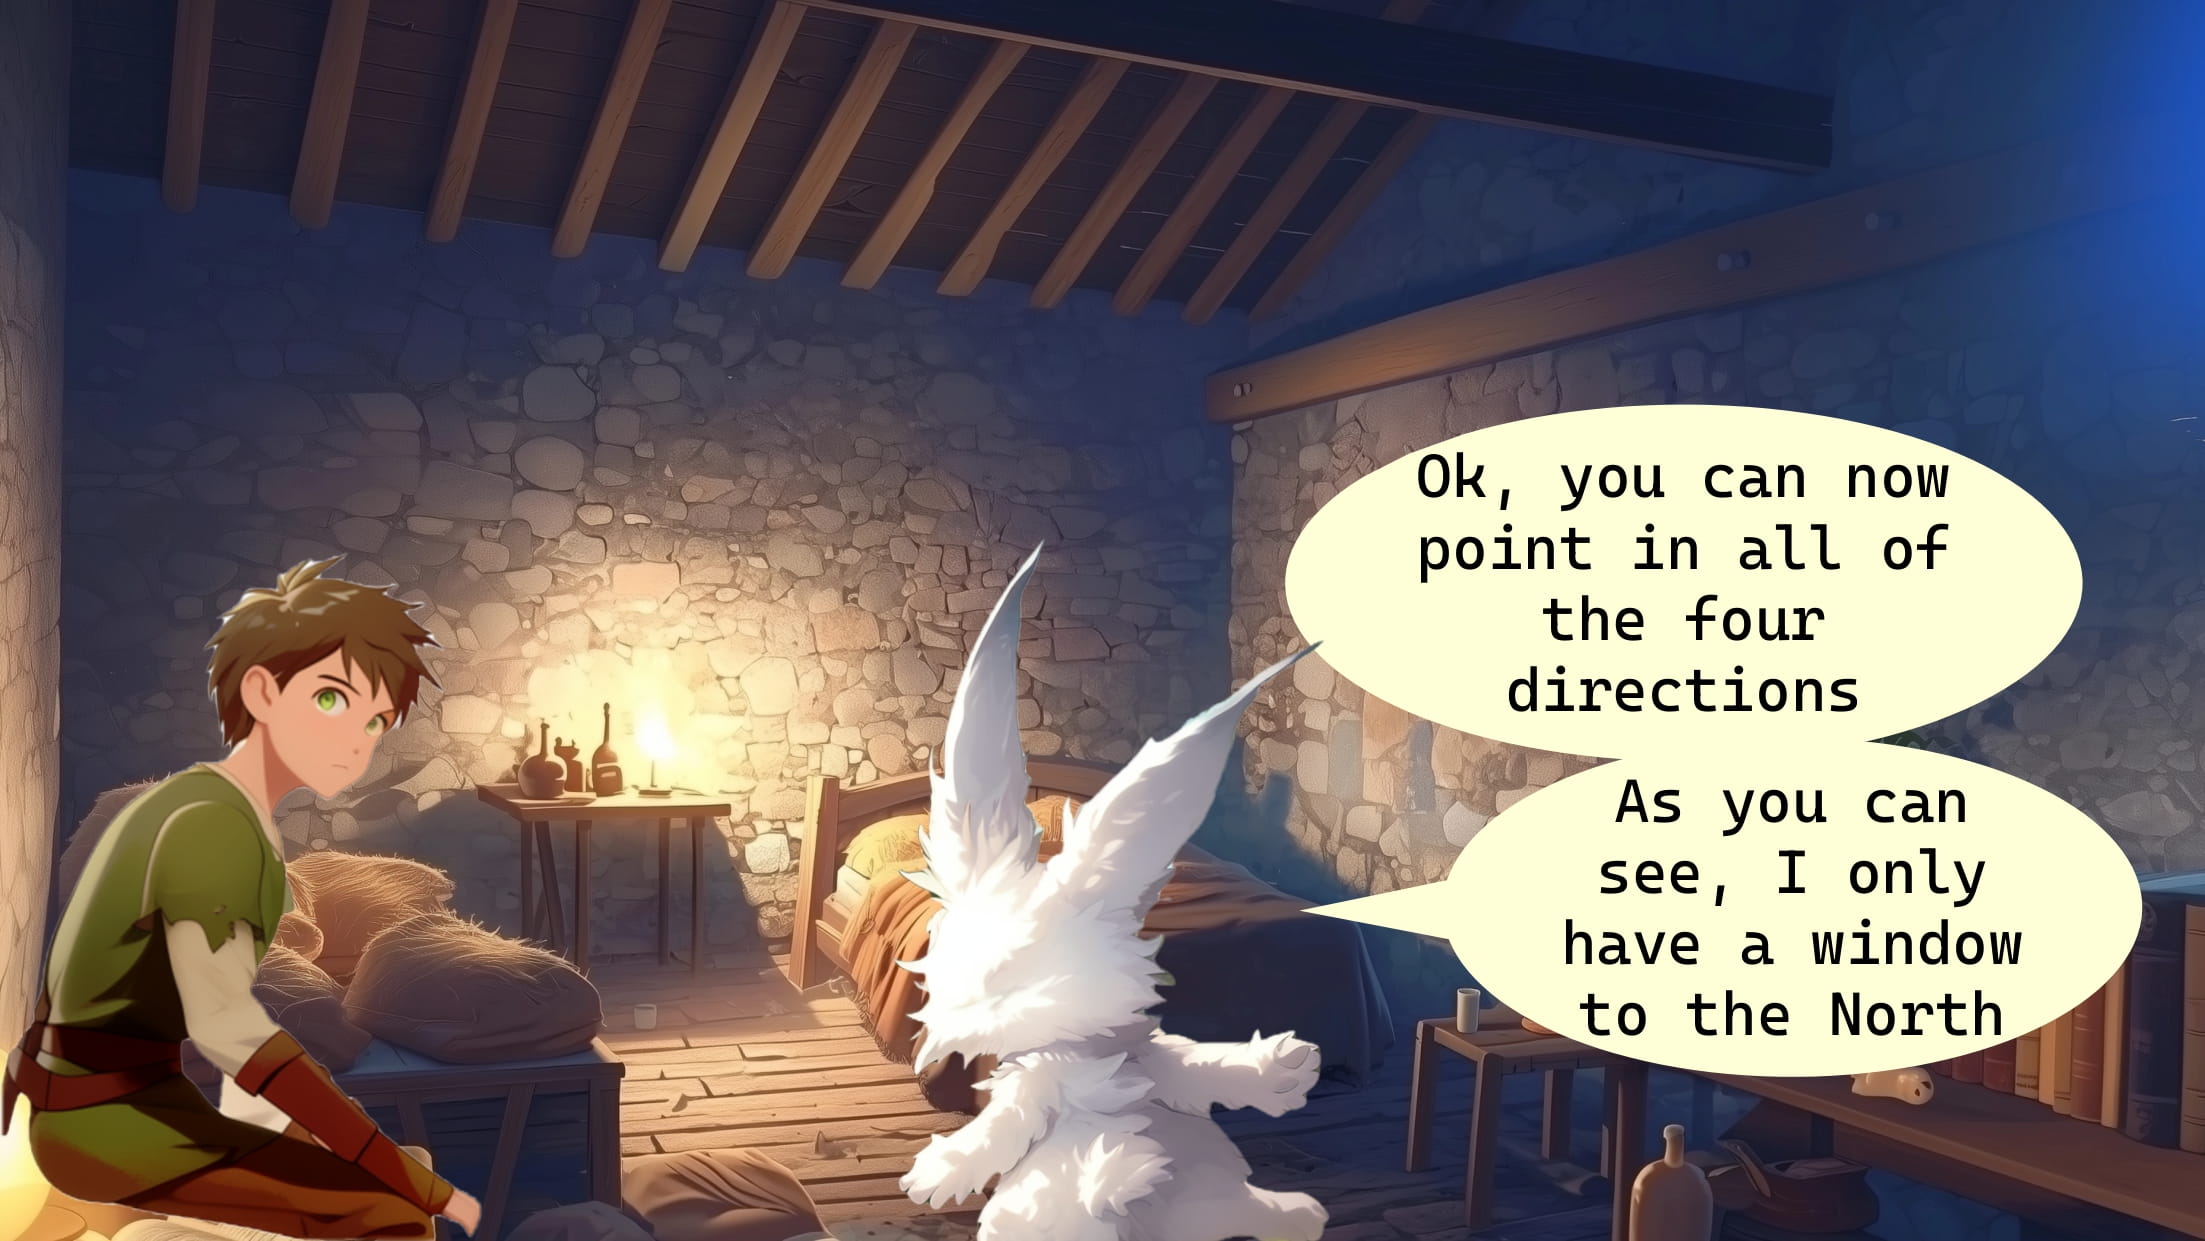 Ok, you can now
point in all of
the four
directions
As you can
see, I only
have a window
to the North